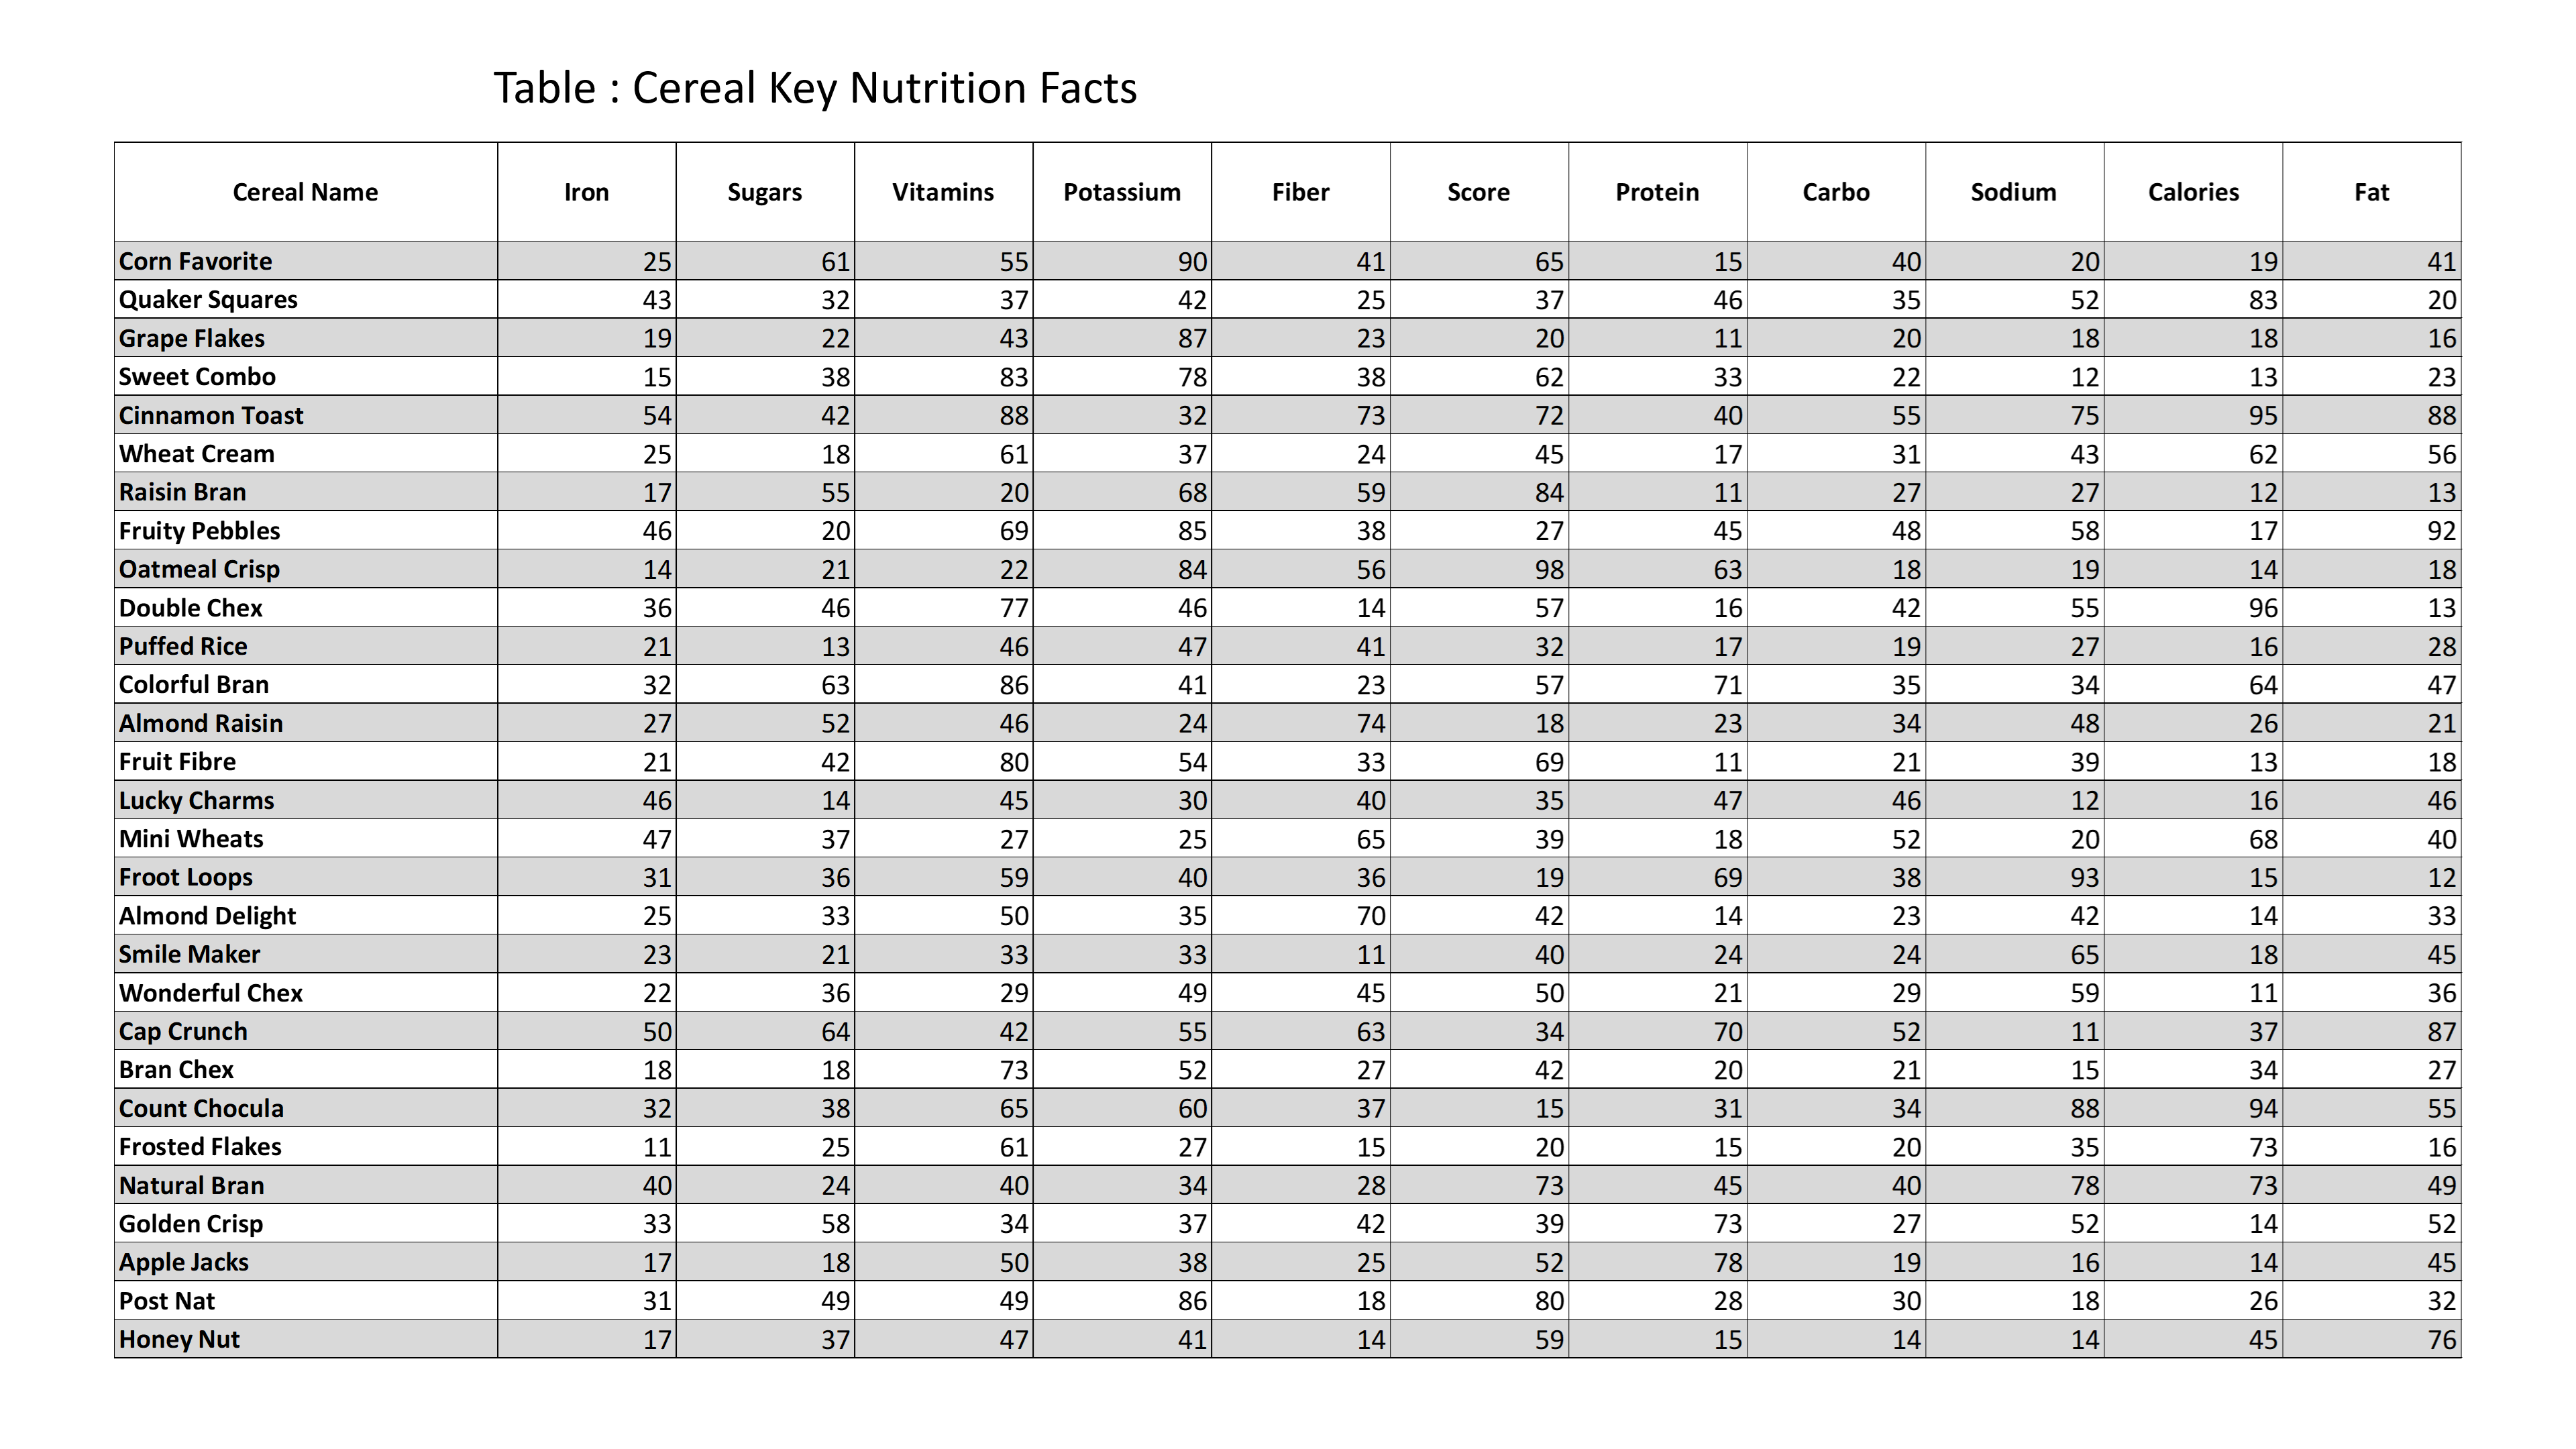 Table : Cereal Key Nutrition Facts
Cereal Name Iron Sugars Vitamins Potassium Fiber Score Protein Carbo Sodium Calories Fat
Corn Favorite 25 61 55 90 41 65 15 40 20 19 41
Quaker Squares 43 32 37 42 25 37 46 35 52 83 20
Grape Flakes 19 22 43 87 23 20 11 20 18 18 16
Sweet Combo 15 38 83 78 38 62 33 22 12 13 23
Cinnamon Toast 54 42 88 32 73 72 40 55 75 95 88
Wheat Cream 25 18 61 37 24 45 17 31 43 62 56
Raisin Bran 17 55 20 68 59 84 11 27 27 12 13
Fruity Pebbles 46 20 69 85 38 27 45 48 58 17 92
Oatmeal Crisp 14 21 22 84 56 98 63 18 19 14 18
Double Chex 36 46 77 46 14 57 16 42 55 96 13
Puffed Rice 21 13 46 47 41 32 17 19 27 16 28
Colorful Bran 32 63 86 41 23 57 71 35 34 64 47
Almond Raisin 27 52 46 24 74 18 23 34 48 26 21
Fruit Fibre 21 42 80 54 33 69 11 21 39 13 18
Lucky Charms 46 14 45 30 40 35 47 46 12 16 46
Mini Wheats 47 37 27 25 65 39 18 52 20 68 40
Froot Loops 31 36 59 40 36 19 69 38 93 15 12
Almond Delight 25 33 50 35 70 42 14 23 42 14 33
Smile Maker 23 21 33 33 11 40 24 24 65 18 45
Wonderful Chex 22 36 29 49 45 50 21 29 59 11 36
Cap Crunch 50 64 42 55 63 34 70 52 11 37 87
Bran Chex 18 18 73 52 27 42 20 21 15 34 27
Count Chocula 32 38 65 60 37 15 31 34 88 94 55
Frosted Flakes 11 25 61 27 15 20 15 20 35 73 16
Natural Bran 40 24 40 34 28 73 45 40 78 73 49
Golden Crisp 33 58 34 37 42 39 73 27 52 14 52
Apple Jacks 17 18 50 38 25 52 78 19 16 14 45
Post Nat 31 49 49 86 18 80 28 30 18 26 32
Honey Nut 17 37 47 41 14 59 15 14 14 45 76